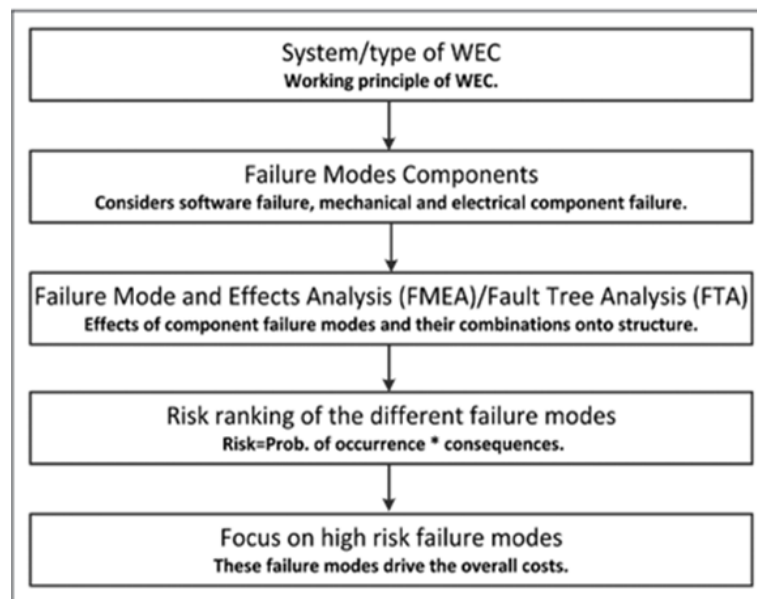 System/type of WEC
Working principle of WEC.
Failure Modes Components
Considers software failure, mechanical and electrical component failure.
Failure Mode and Effects Analysis (FMEA)/Fault Tree Analysis (FTA)
Effects of component failure modes and their combinations onto structure.
Risk ranking of the different failure modes
Risk=Prob. of occurrence * consequences.
Focus on high risk failure modes
These failure modes drive the overall costs.